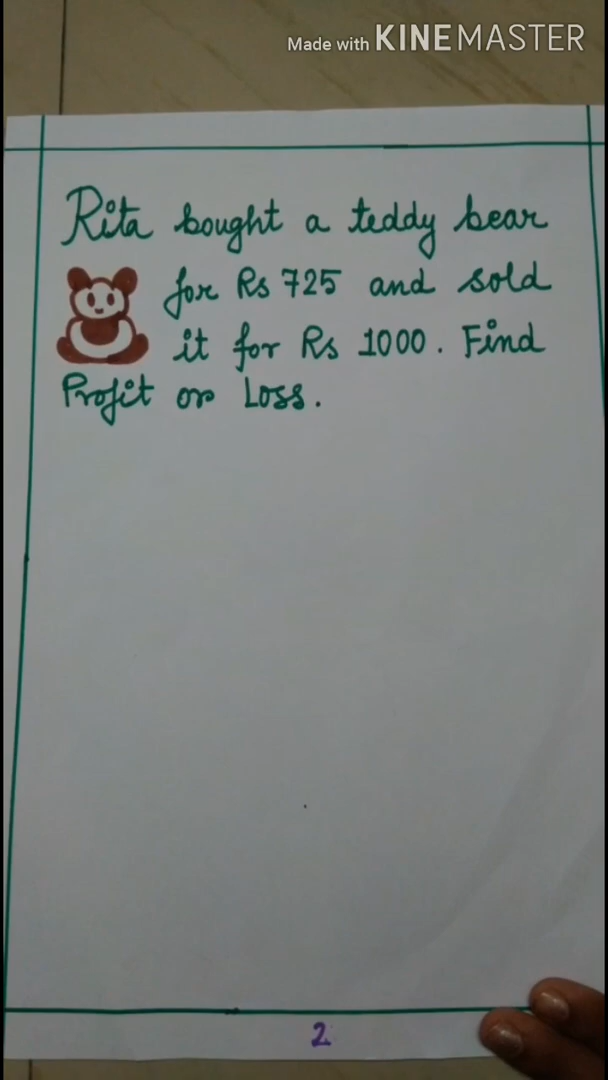 Made with KINEMASTER
Rita bought a teddy bear
for Rs 725 and sold
it for Rs 1000. Find
Profit or Loss.
2